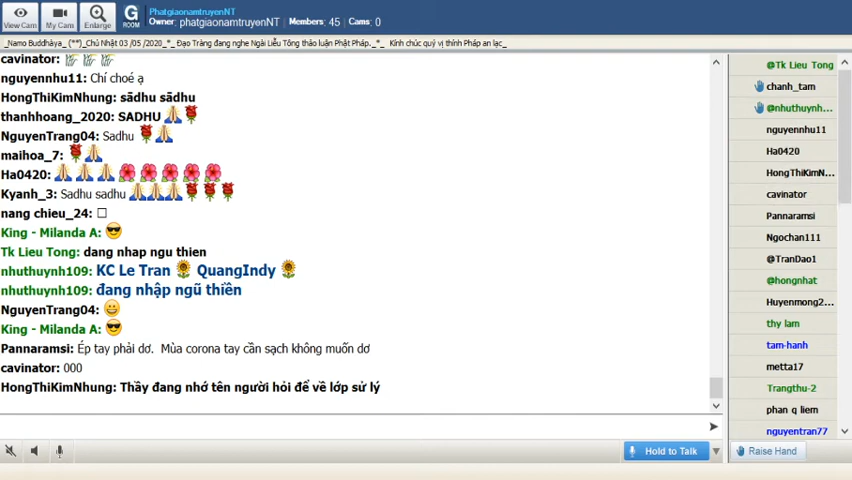 View Cam
My Cam
Enlarge
G
ROOM
PhatgiaonamtruyenNT
Owner: phatgiaonamtruyenNT Members: 45 Cams: 0
_Namo Buddhàya_ (**)_Chủ Nhật 03 /05 /2020_*_ Đạo Tràng đang nghe Ngài Liễu Tông thảo luận Phật Pháp._*_ Kính chúc quý vị thính Pháp an lạc_
cavinator:
nguyennhu11: Chí choé ạ
HongThiKimNhung: sādhu sādhu
thanhhoang_2020: SADHU
NguyenTrang04: Sadhu
maihoa_7:
Ha0420:
Kyanh_3: Sadhu sadhu
nang chieu_24:
King - Milanda A:
Tk Lieu Tong: dang nhap ngu thien
nhuthuynh109: KC Le Tran QuangIndy
nhuthuynh109: đang nhập ngũ thiền
NguyenTrang04:
King - Milanda A:
Pannaramsi: Ép tay phải dơ. Mùa corona tay cần sạch không muốn dơ
cavinator: 000
HongThiKimNhung: Thầy đang nhớ tên người hỏi để về lớp sử lý
@Tk Lieu Tong
chanh_tam
@nhuthuynh...
nguyennhu11
Ha0420
HongThiKimN...
cavinator
Pannaramsi
Ngochan111
@TranDao1
@hongnhat
Huyenmong2...
thy lam
tam-hanh
metta17
Trangthu-2
phan q liem
nguyentran77
Hold to Talk
Raise Hand